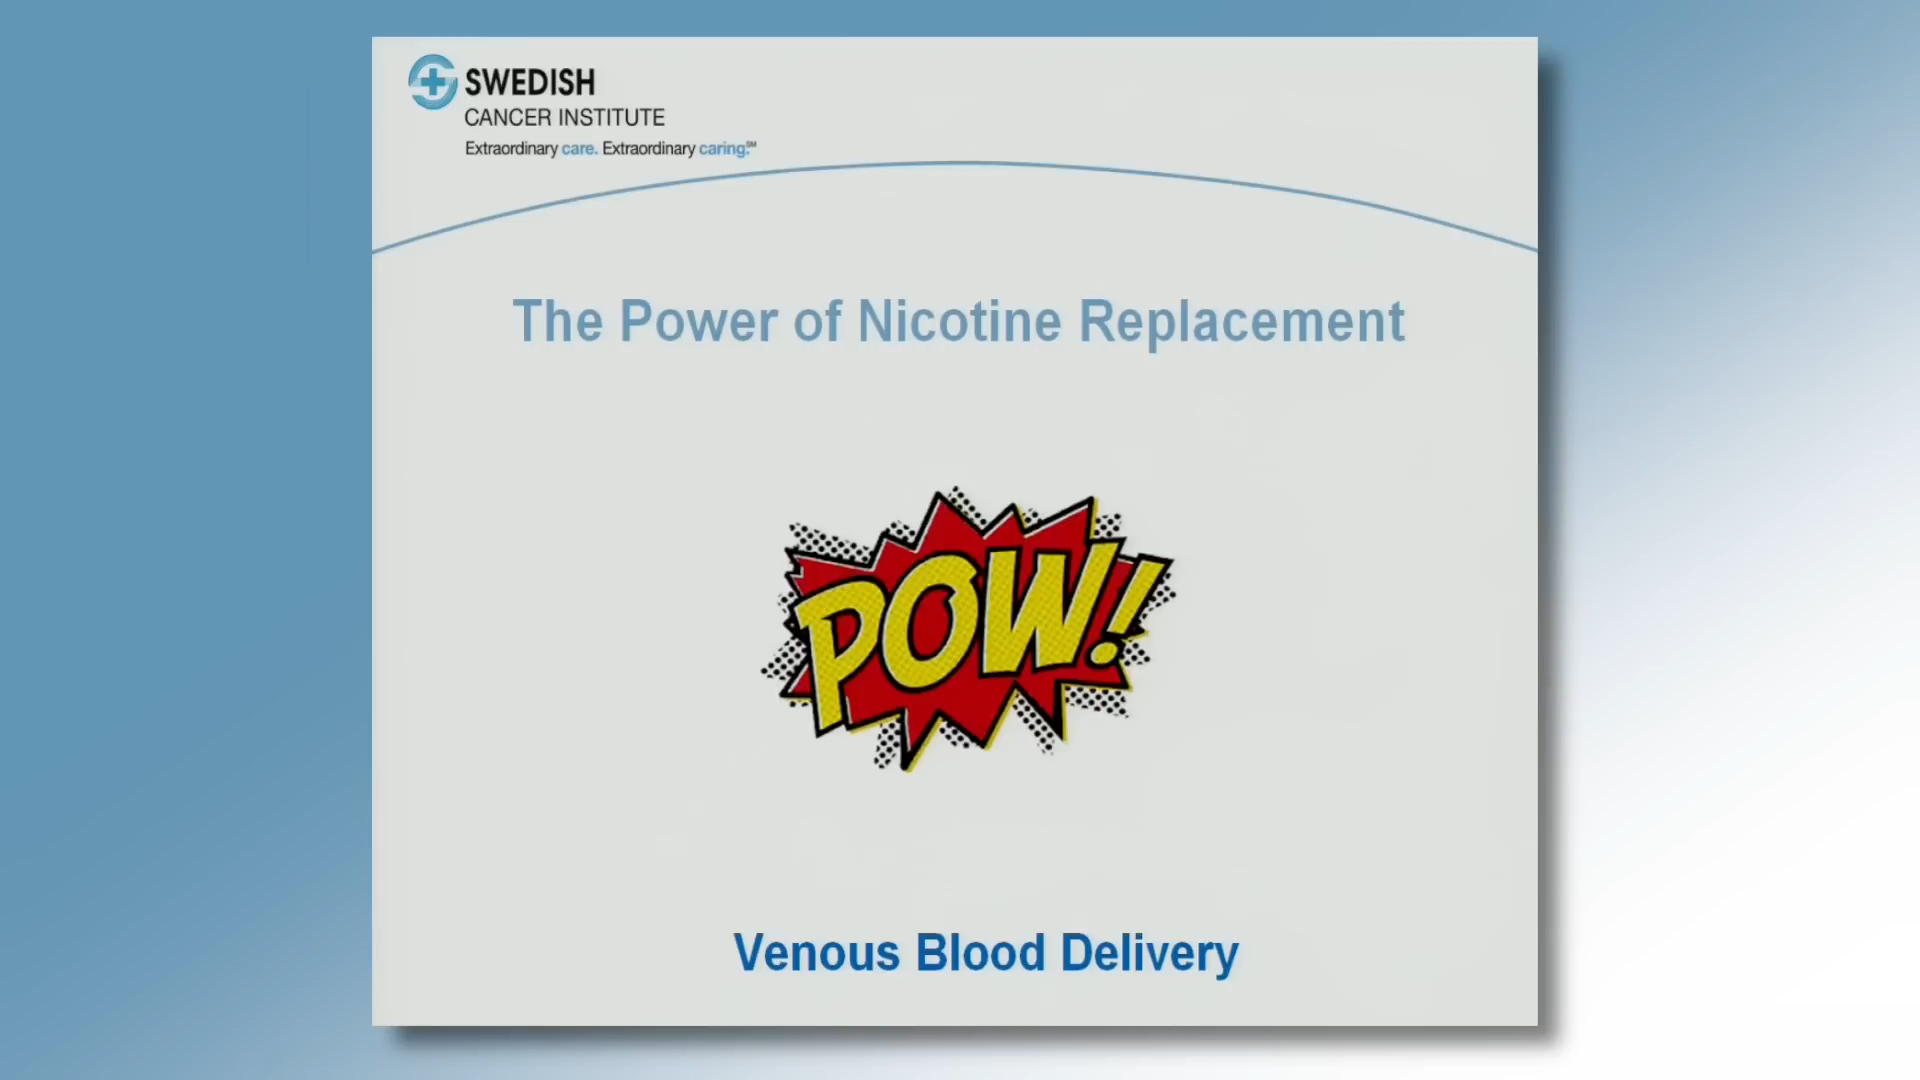 SWEDISH
CANCER INSTITUTE
Extraordinary care. Extraordinary caring.℠
The Power of Nicotine Replacement
POW!
Venous Blood Delivery